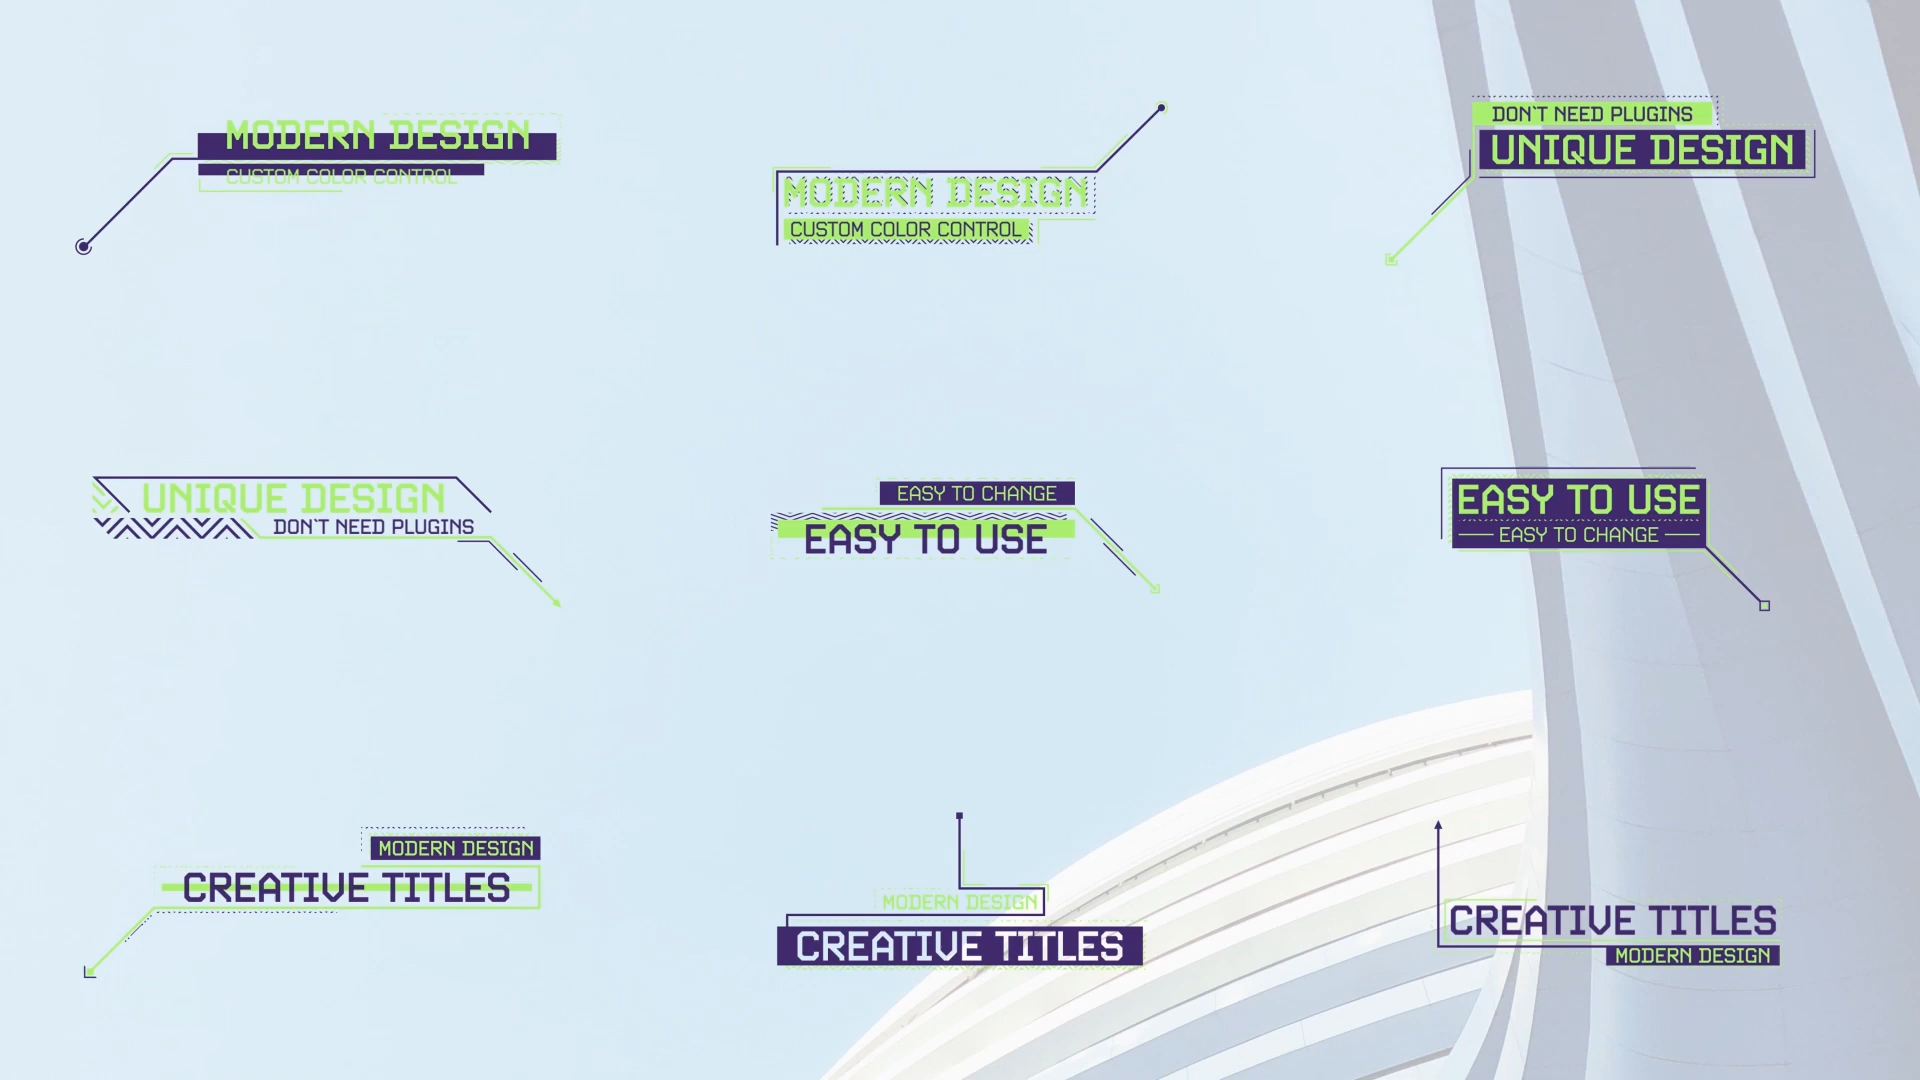 MODERN DESIGN
CUSTOM COLOR CONTROL
MODERN DESIGN
CUSTOM COLOR CONTROL
DON'T NEED PLUGINS
UNIQUE DESIGN
UNIQUE DESIGN
DON'T NEED PLUGINS
EASY TO CHANGE
EASY TO USE
EASY TO USE
EASY TO CHANGE
MODERN DESIGN
CREATIVE TITLES
MODERN DESIGN
CREATIVE TITLES
CREATIVE TITLES
MODERN DESIGN